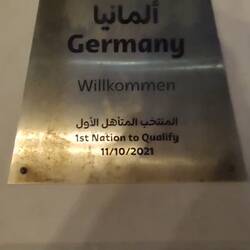 ألمانيا
Germany
Willkommen
المنتخب المتأهل الأول
1st Nation to Qualify
11/10/2021